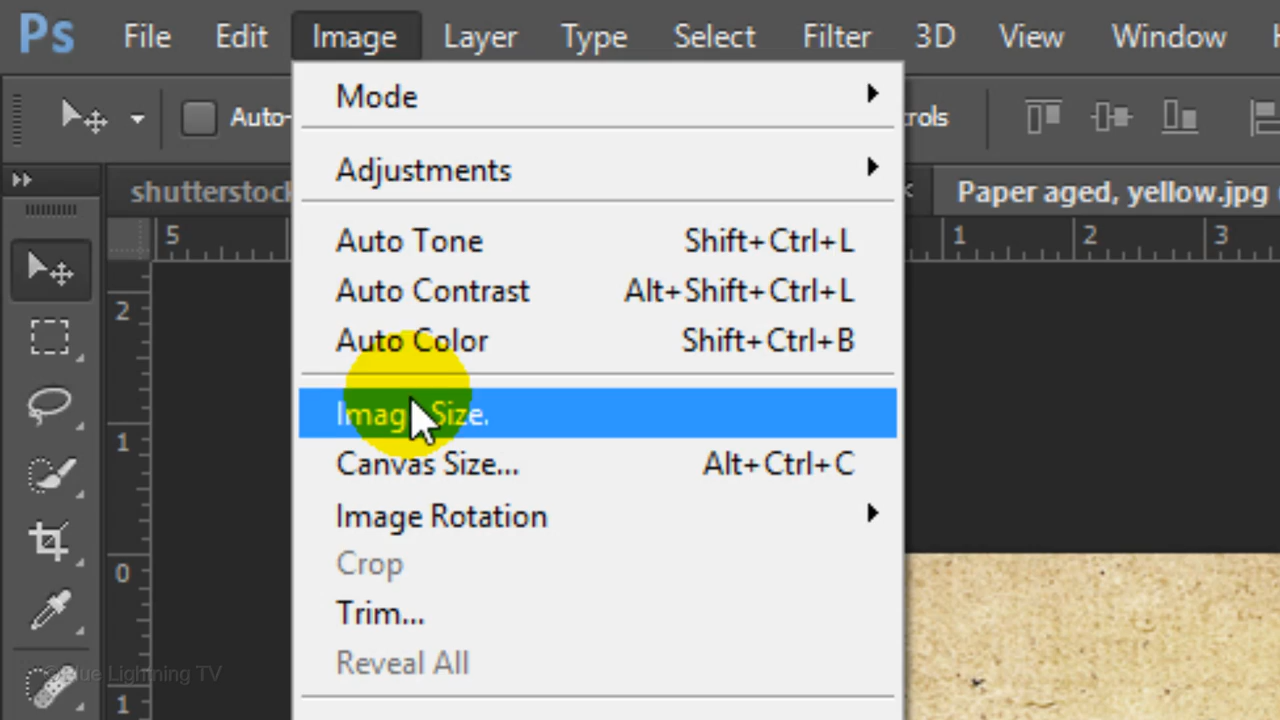 Ps File Edit Image Layer Type Select Filter 3D View Window
Auto-
rols
shutterstock
Paper aged, yellow.jpg
5
1 2 3
2
1
0
1
Mode
Adjustments
Auto Tone Shift+Ctrl+L
Auto Contrast Alt+Shift+Ctrl+L
Auto Color Shift+Ctrl+B
Image Size.
Canvas Size... Alt+Ctrl+C
Image Rotation
Crop
Trim...
Reveal All
Lightning TV